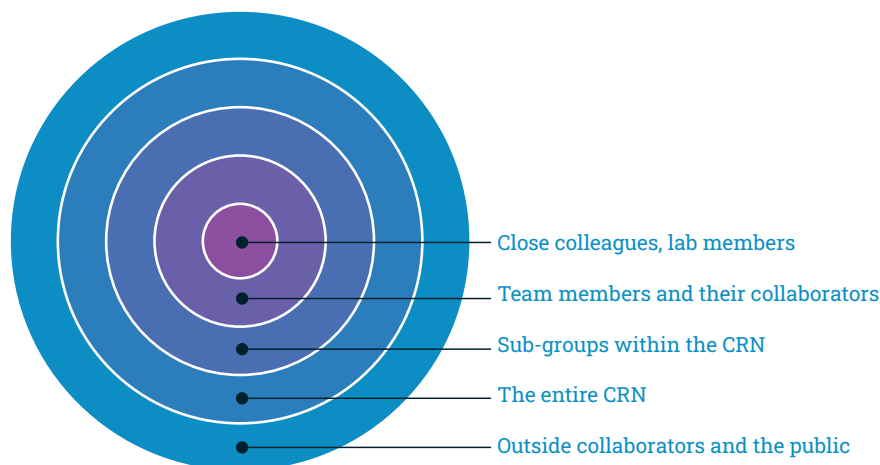 Close colleagues, lab members
Team members and their collaborators
Sub-groups within the CRN
The entire CRN
Outside collaborators and the public